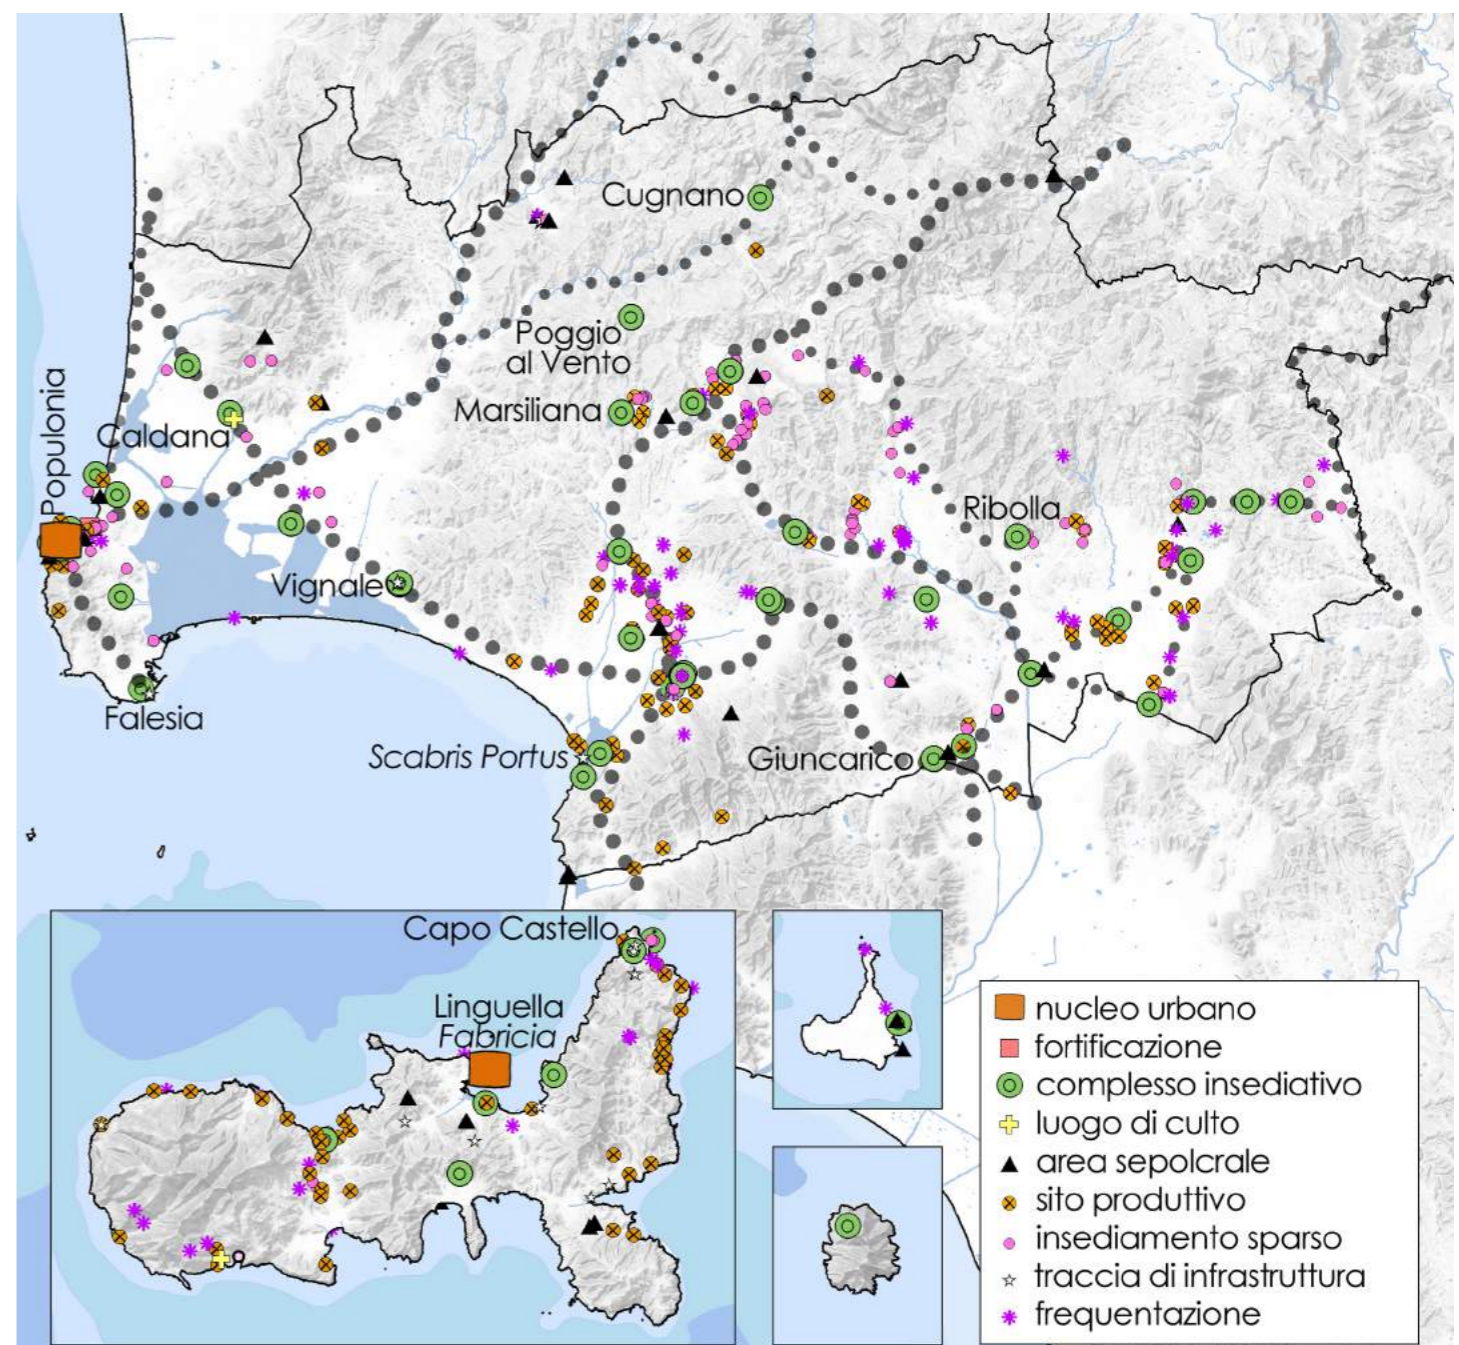 Cugnano
Poggio
al Vento
Marsiliana
Populonia
Caldana
Ribolla
Vignale
Falesia
Scabris Portus
Giuncarico
Capo Castello
Linguella
Fabricia
nucleo urbano
fortificazione
complesso insediativo
luogo di culto
area sepolcrale
sito produttivo
insediamento sparso
traccia di infrastruttura
frequentazione